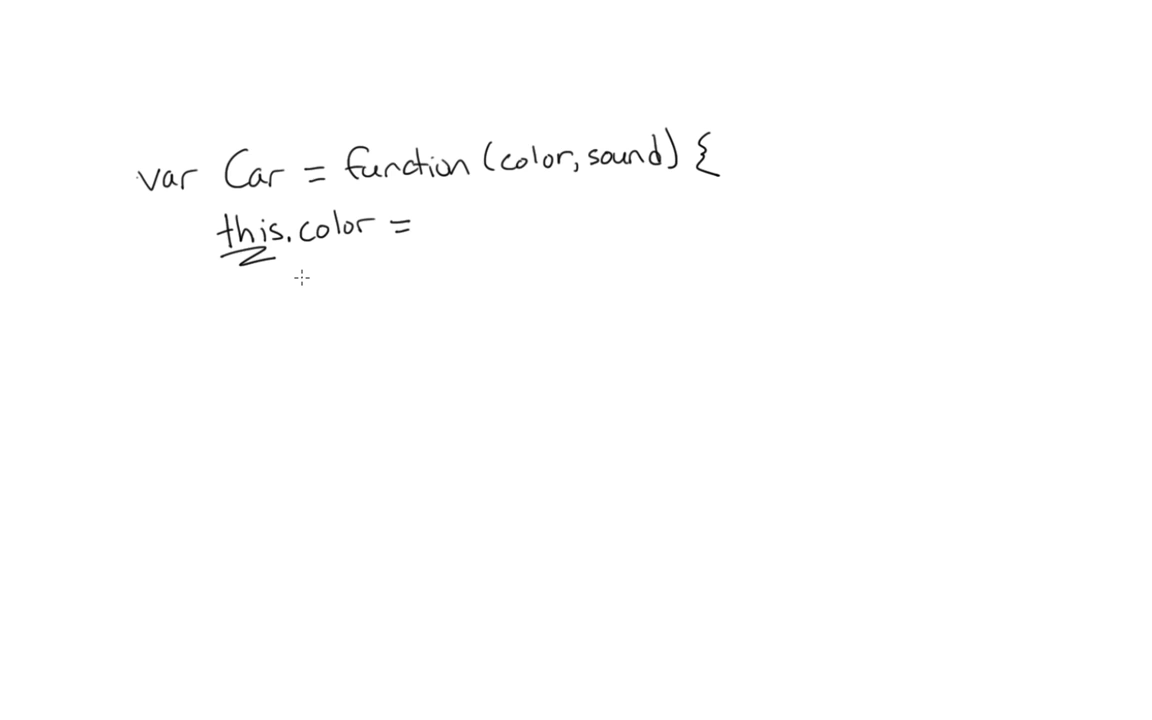 var Car = function (color, sound) {
this.color =